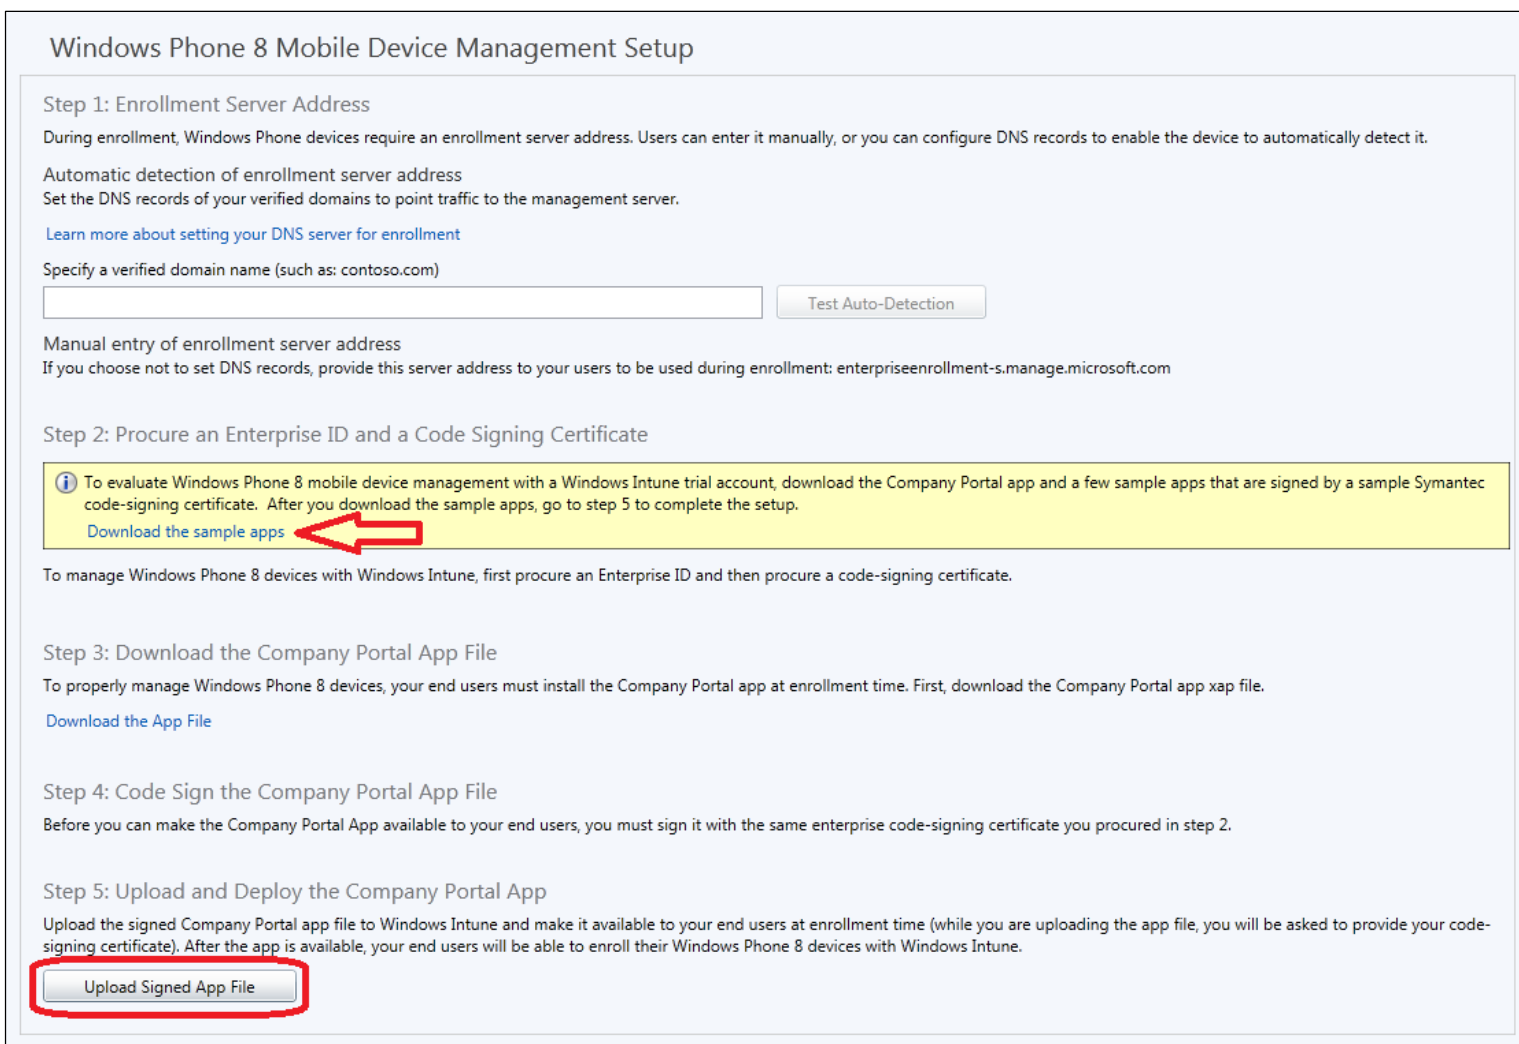 Windows Phone 8 Mobile Device Management Setup
Step 1: Enrollment Server Address
During enrollment, Windows Phone devices require an enrollment server address. Users can enter it manually, or you can configure DNS records to enable the device to automatically detect it.
Automatic detection of enrollment server address
Set the DNS records of your verified domains to point traffic to the management server.
Learn more about setting your DNS server for enrollment
Specify a verified domain name (such as: contoso.com)
Test Auto-Detection
Manual entry of enrollment server address
If you choose not to set DNS records, provide this server address to your users to be used during enrollment: enterpriseenrollment-s.manage.microsoft.com
Step 2: Procure an Enterprise ID and a Code Signing Certificate
To evaluate Windows Phone 8 mobile device management with a Windows Intune trial account, download the Company Portal app and a few sample apps that are signed by a sample Symantec
code-signing certificate. After you download the sample apps, go to step 5 to complete the setup.
Download the sample apps
To manage Windows Phone 8 devices with Windows Intune, first procure an Enterprise ID and then procure a code-signing certificate.
Step 3: Download the Company Portal App File
To properly manage Windows Phone 8 devices, your end users must install the Company Portal app at enrollment time. First, download the Company Portal app xap file.
Download the App File
Step 4: Code Sign the Company Portal App File
Before you can make the Company Portal App available to your end users, you must sign it with the same enterprise code-signing certificate you procured in step 2.
Step 5: Upload and Deploy the Company Portal App
Upload the signed Company Portal app file to Windows Intune and make it available to your end users at enrollment time (while you are uploading the app file, you will be asked to provide your code-
signing certificate). After the app is available, your end users will be able to enroll their Windows Phone 8 devices with Windows Intune.
Upload Signed App File